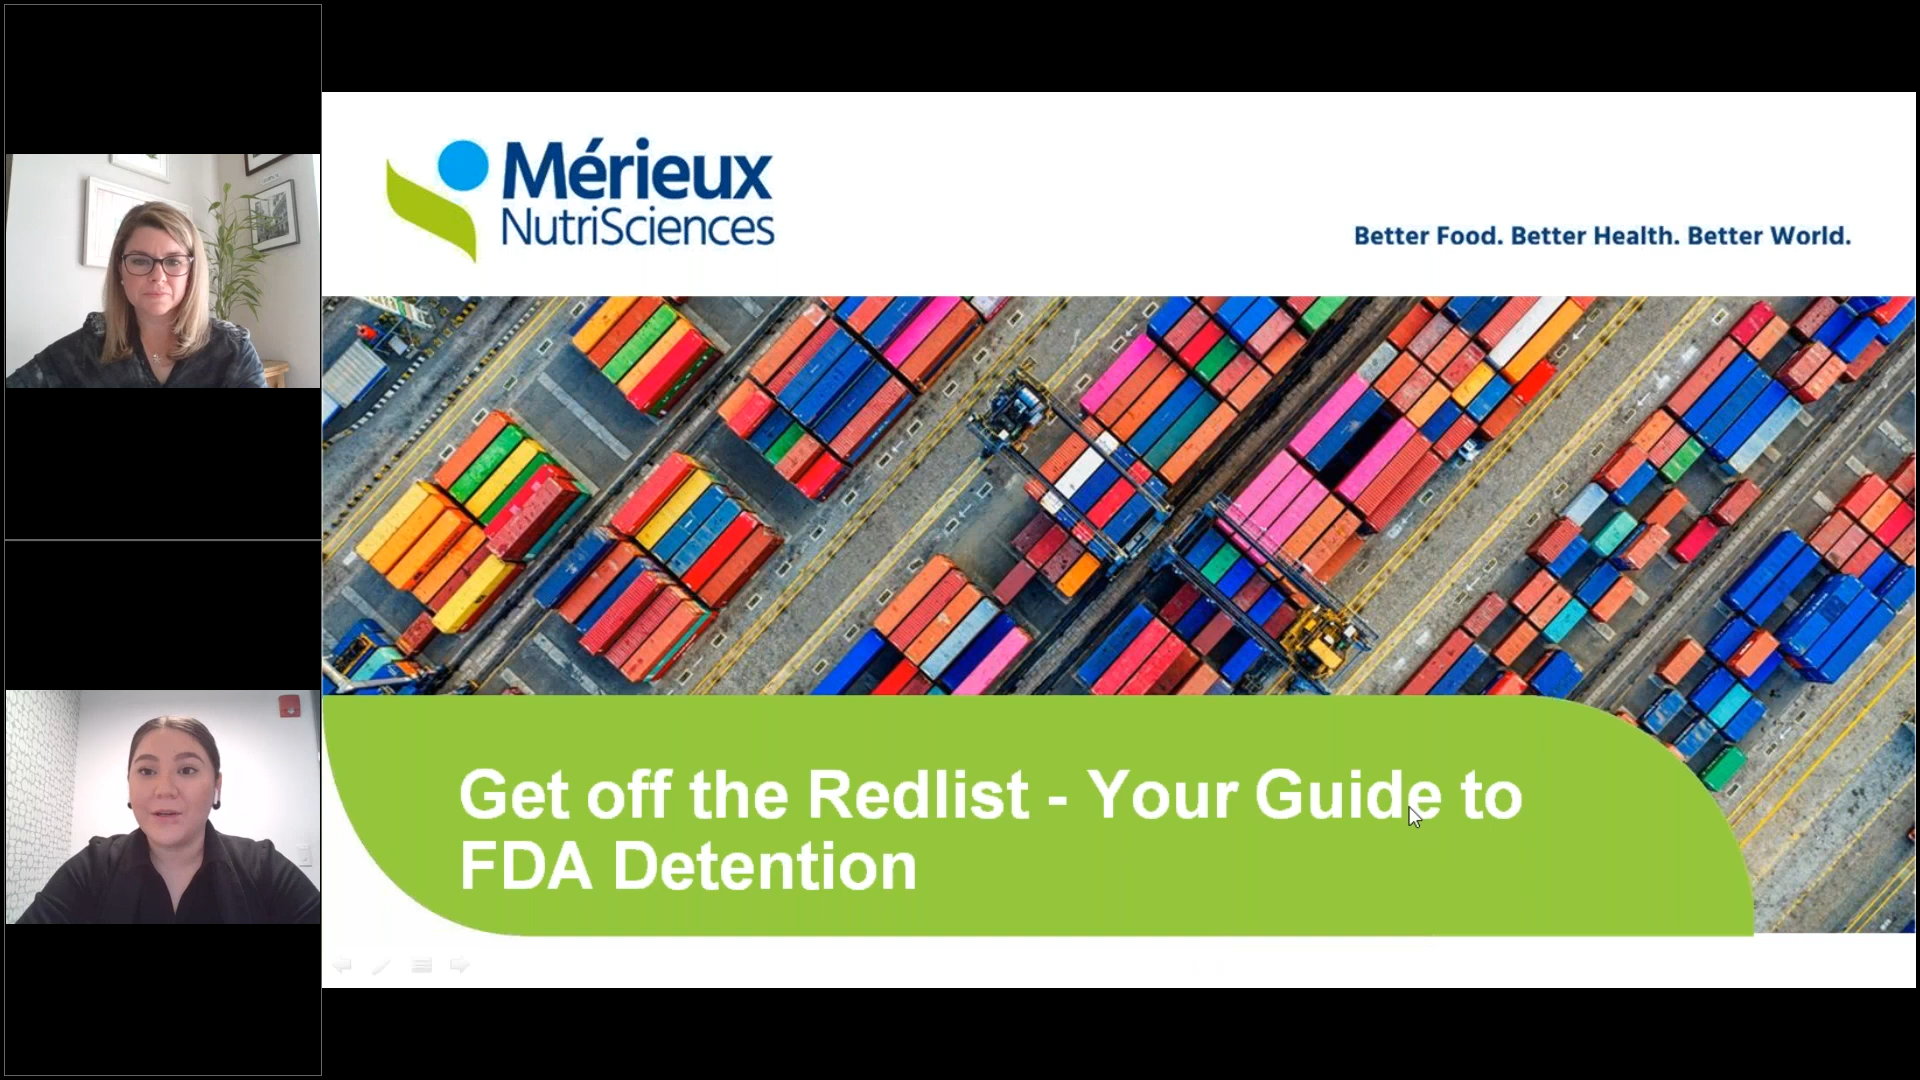 Mérieux
NutriSciences
Better Food. Better Health. Better World.
Get off the Redlist - Your Guide to
FDA Detention